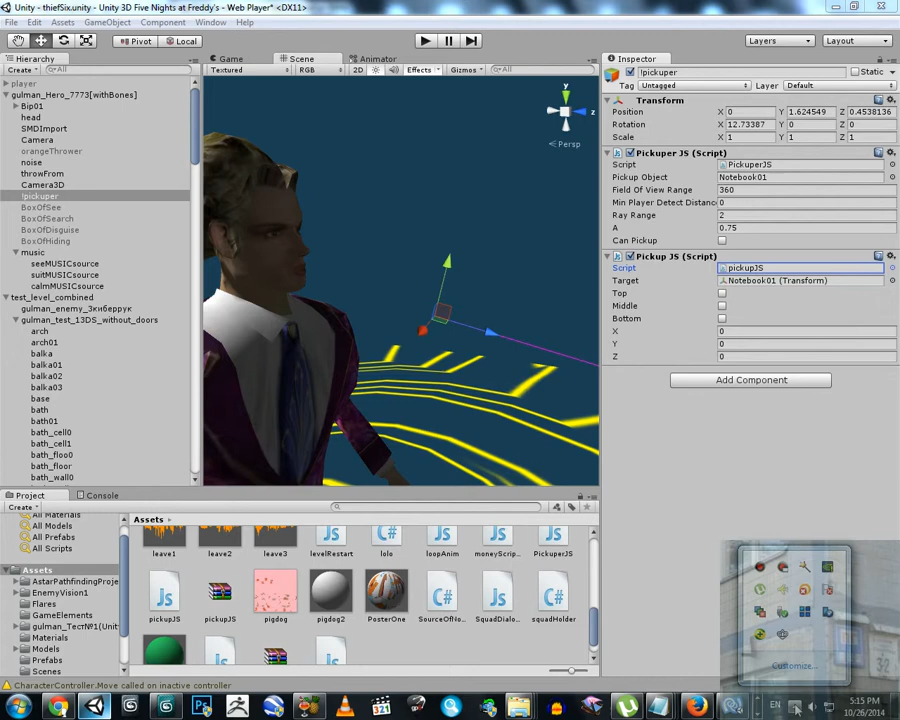 Unity - thiefSix.unity - Unity 3D Five Nights at Freddy's - Web Player* <DX11>
File Edit Assets GameObject Component Window Help
Pivot Local Layers Layout
Hierarchy
Create All
player
gulman_Hero_7773[withBones]
Bip01
head
SMDImport
Camera
orangeThrower
noise
throwFrom
Camera3D
!pickuper
BoxOfSee
BoxOfSearch
BoxOfDisguise
BoxOfHiding
music
seeMUSICsource
suitMUSICsource
calmMUSICsource
test_level_combined
gulman_enemy_3киберрук
gulman_test_13DS_without_doors
arch
arch01
balka
balka01
balka02
balka03
base
bath
bath01
bath_cell0
bath_cell1
bath_floo0
bath_floor
bath_wall0
Game Scene Animator
Textured RGB 2D Effects Gizmos All
y
z
Persp
Inspector
!pickuper Static
Tag Untagged Layer Default
Transform
Position X 0 Y 1.624549 Z 0.4538136
Rotation X 12.73387 Y 0 Z 0
Scale X 1 Y 1 Z 1
Pickuper JS (Script)
Script PickuperJS
Pickup Object Notebook01
Field Of View Range 360
Min Player Detect Distanc 0
Ray Range 2
A 0.75
Can Pickup
Pickup JS (Script)
Script pickupJS
Target Notebook01 (Transform)
Top
Middle
Bottom
X 0
Y 0
Z 0
Add Component
Project Console
Create
All Materials
All Models
All Prefabs
All Scripts
Assets
AstarPathfindingProje
EnemyVision1
Flares
GameElements
gulman_Тест№1(Unit
Materials
Models
Prefabs
Scenes
Assets
leave1 leave2 leave3 levelRestart lolo loopAnim moneyScrip... PickuperJS
pickupJS pickupJS pigdog pigdog2 PosterOne SourceOfNo... SquadDialo... squadHolder
CharacterController.Move called on inactive controller
Customize...
EN
5:15 PM
10/26/2014